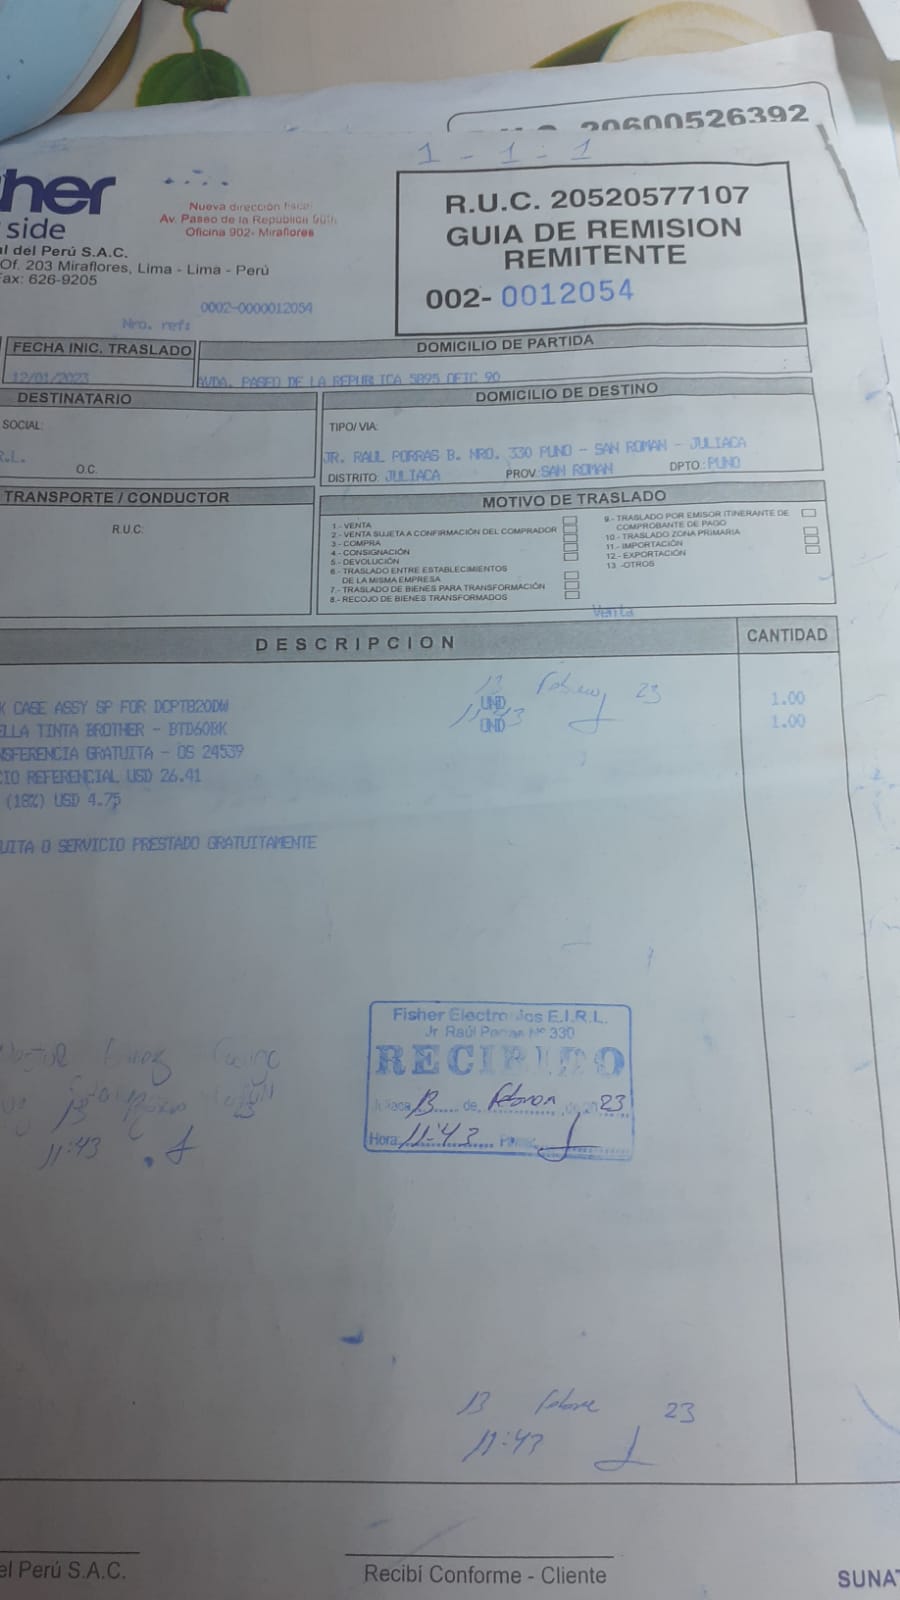 20600526392
1 - 1 - 1
her
side
Nueva dirección fiscal
Av. Paseo de la Republica
Oficina 902- Miraflores
al del Perú S.A.C.
Of. 203 Miraflores, Lima - Lima - Perú
Fax: 626-9205
R.U.C. 20520577107
GUIA DE REMISION
REMITENTE
002- 0012054
0002-0000012054
Nro. ref:
FECHA INIC. TRASLADO
DOMICILIO DE PARTIDA
12/01/2023
AVDA. PASEO DE LA REPUBLICA 5895 OFIC 90
DESTINATARIO
DOMICILIO DE DESTINO
SOCIAL:
TIPO/ VIA:
R.L.
JR. RAUL PORRAS B. NRO. 330 PUNO - SAN ROMAN - JULIACA
O.C.
DISTRITO: JULIACA PROV: SAN ROMAN DPTO: PUNO
TRANSPORTE / CONDUCTOR
MOTIVO DE TRASLADO
R.U.C:
1.- VENTA
2.- VENTA SUJETA A CONFIRMACIÓN DEL COMPRADOR
3.- COMPRA
4.- CONSIGNACIÓN
5.- DEVOLUCIÓN
6.- TRASLADO ENTRE ESTABLECIMIENTOS
DE LA MISMA EMPRESA
7.- TRASLADO DE BIENES PARA TRANSFORMACIÓN
8.- RECOJO DE BIENES TRANSFORMADOS
9.- TRASLADO POR EMISOR ITINERANTE DE
COMPROBANTE DE PAGO
10.- TRASLADO ZONA PRIMARIA
11.- IMPORTACIÓN
12.- EXPORTACIÓN
13 -OTROS
Venta
DESCRIPCION
CANTIDAD
13 23
K CASE ASSY SP FOR DCPT820DW UND 1.00
11:43
ELLA TINTA BROTHER - BTD60BK UND 1.00
NSFERENCIA GRATUITA - OS 24539
CIO REFERENCIAL USD 26.41
(18%) USD 4.75
UITA O SERVICIO PRESTADO GRATUITAMENTE
Fisher Electronics E.I.R.L.
Jr. Raúl Porras Nº 330
RECIBIDO
Juliaca 13 de Febrero de 2023
Hora 11:43 Firma
13
11:43
13 23
11:43
el Perú S.A.C.
Recibí Conforme - Cliente
SUNAT